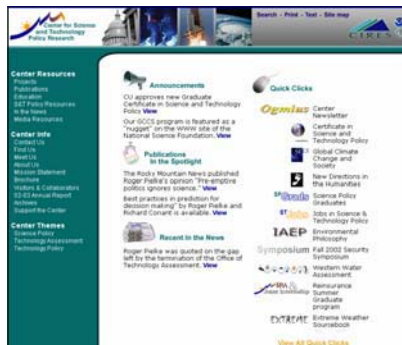 Center for Science
and Technology
Policy Research
Search - Print - Text - Site map
CIRES
Center Resources
Projects
Publications
Education
S&T Policy Resources
In the News
Media Resources
Center Info
Contact Us
Find Us
Meet Us
About Us
Mission Statement
Brochure
Visitors & Collaborators
02-03 Annual Report
Archives
Support the Center
Center Themes
Science Policy
Technology Assessment
Technology Policy
Announcements
CU approves new Graduate
Certificate in Science and Technology
Policy View
Our GCCS program is featured as a
"nugget" on the WWW site of the
National Science Foundation. View
Publications
In the Spotlight
The Rocky Mountain News published
Roger Pielke's opinion "Pre-emptive
politics ignores science." View
Best practices in prediction for
decision making" by Roger Pielke and
Richard Conant is available. View
Recent In the News
Roger Pielke was quoted on the gap
left by the termination of the Office of
Technology Assessment. View
Quick Clicks
Ogmius Center
Newsletter
Certificate in
Science and
Technology Policy
Global Climate
Change and
Society
New Directions in
the Humanities
SPGrads Science Policy
Graduates
STJobs Jobs in Science &
Technology Policy
IAEP Environmental
Philosophy
Symposium Fall 2002 Security
Symposium
Western Water
Assessment
Reinsurance
Summer
Graduate
program
EXTREME Extreme Weather
Sourcebook
View All Quick Clicks